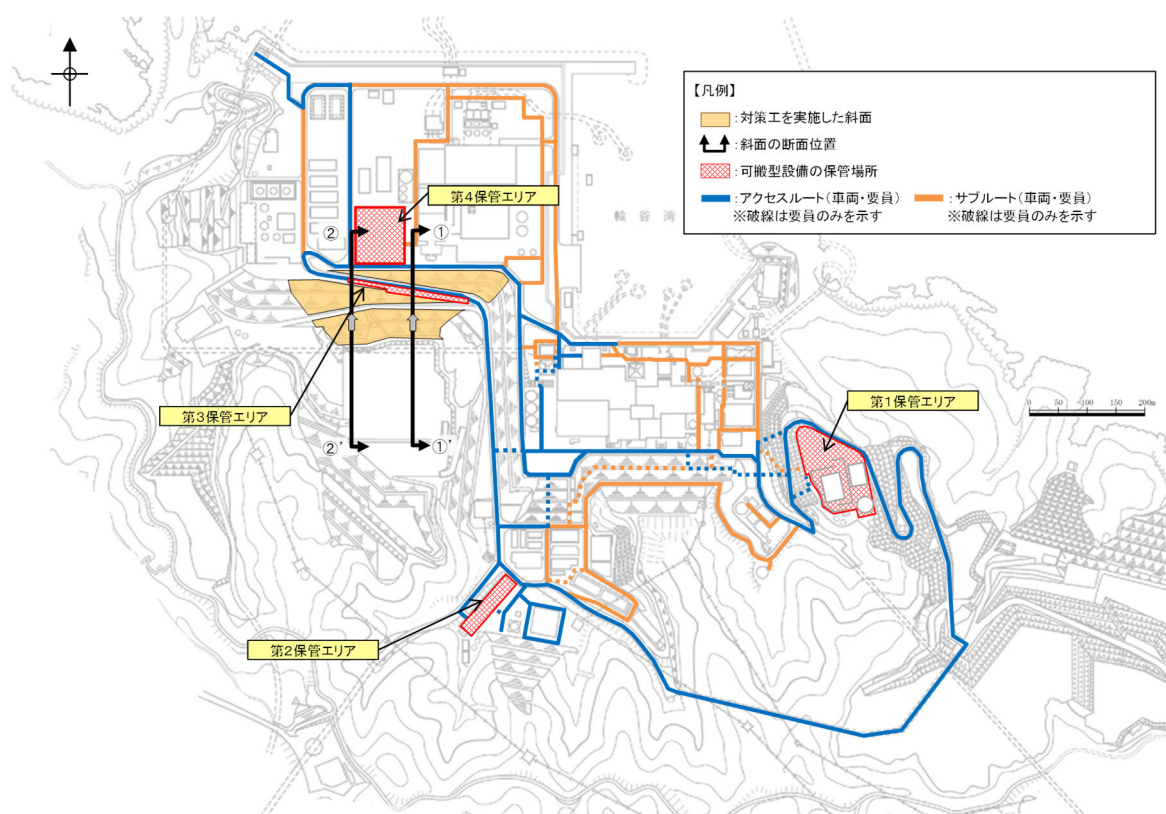 【凡例】
:対策工を実施した斜面
:斜面の断面位置
:可搬型設備の保管場所
:アクセスルート(車両・要員)
※破線は要員のみを示す
:サブルート(車両・要員)
※破線は要員のみを示す
第4保管エリア
輪谷湾
②
①
第3保管エリア
第1保管エリア
0 50 100 150 200m
②'
①'
第2保管エリア